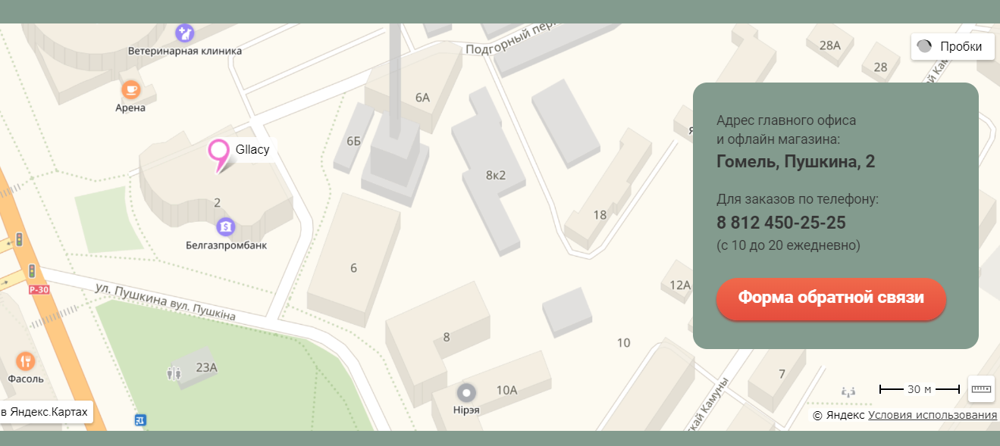 Ветеринарная клиника
Подгорный пер
28А
Пробки
28
Арена
6А
6Б
Gllacy
8к2
2
Белгазпромбанк
18
Адрес главного офиса
и офлайн магазина:
Гомель, Пушкина, 2
Для заказов по телефону:
8 812 450-25-25
(с 10 до 20 ежедневно)
Форма обратной связи
6
Р-30
ул. Пушкина вул. Пушкіна
12А
8
10
23А
Фасоль
10А
Нірэя
7
30 м
в Яндекс.Картах
© Яндекс Условия использования